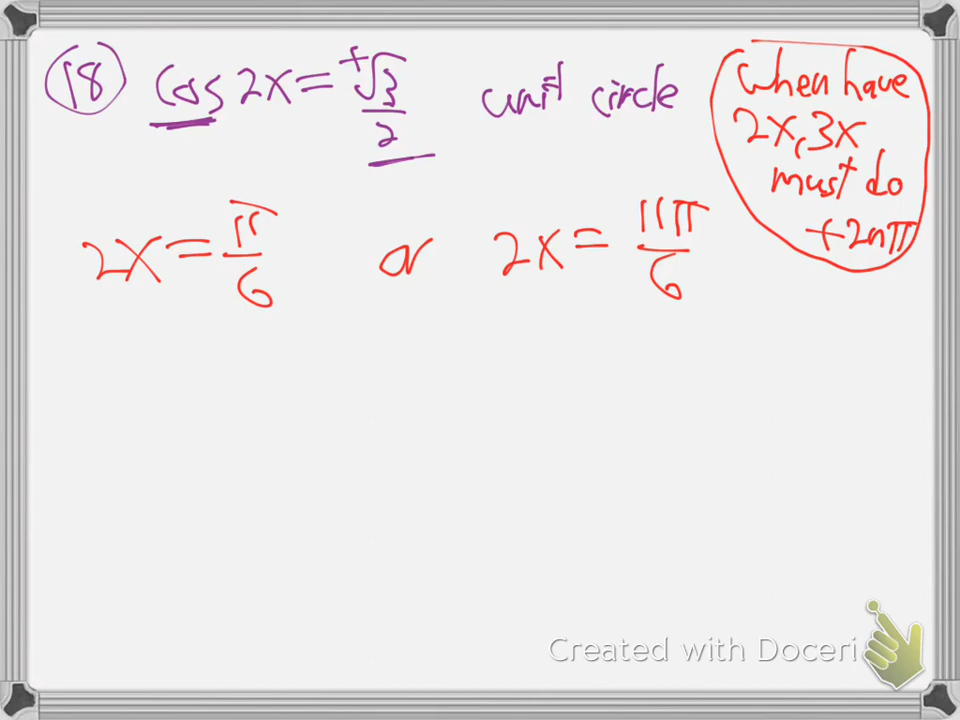 18 cos 2x = +√3/2 unit circle
when have
2x, 3x
must do
+2nπ
2x = π/6 or 2x = 11π/6
Created with Doceri